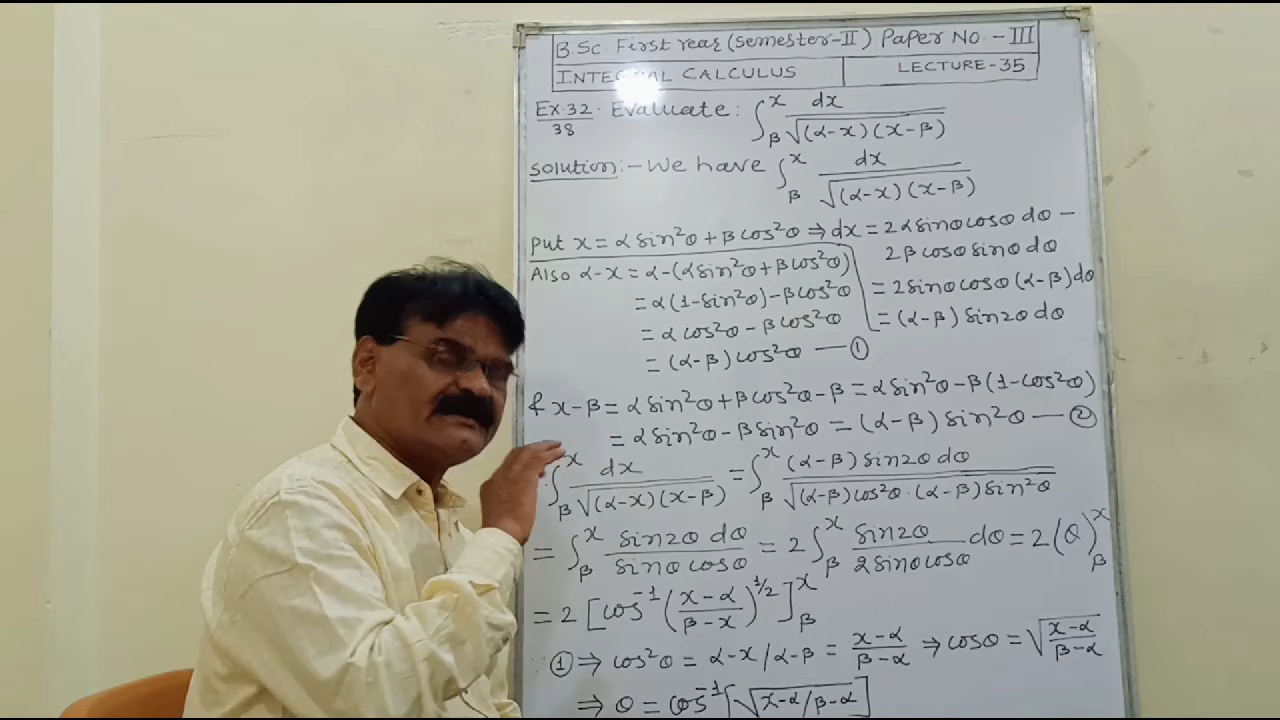 B.Sc. First Year (Semester-II) Paper No. - III
INTEGRAL CALCULUS LECTURE-35
Ex.32/38 . Evaluate: ∫_β^x dx/√((α-x)(x-β))
Solution:- We have ∫_β^x dx/√((α-x)(x-β))
Put x = α sin²θ + β cos²θ ⇒ dx = 2α sinθ cosθ dθ -
2β cosθ sinθ dθ
Also α-x = α-(α sin²θ + β cos²θ)
= α(1-sin²θ) - β cos²θ
= 2 sinθ cosθ (α-β) dθ
= α cos²θ - β cos²θ
= (α-β) sin2θ dθ
= (α-β) cos²θ — ①
& x-β = α sin²θ + β cos²θ - β = α sin²θ - β(1-cos²θ)
= α sin²θ - β sin²θ = (α-β) sin²θ — ②
∫_β^x dx/√((α-x)(x-β)) = ∫_β^x (α-β) sin2θ dθ/√((α-β)cos²θ·(α-β)sin²θ)
= ∫_β^x sin2θ dθ/sinθ cosθ = 2 ∫_β^x sin2θ/2 sinθ cosθ dθ = 2(θ)_β^x
= 2 [cos⁻¹((x-α)/(β-x))^1/2]_β^x
① ⇒ cos²θ = α-x/α-β = (x-α)/(β-α) ⇒ cosθ = √((x-α)/(β-α))
⇒ θ = cos⁻¹[√(x-α/β-α)]